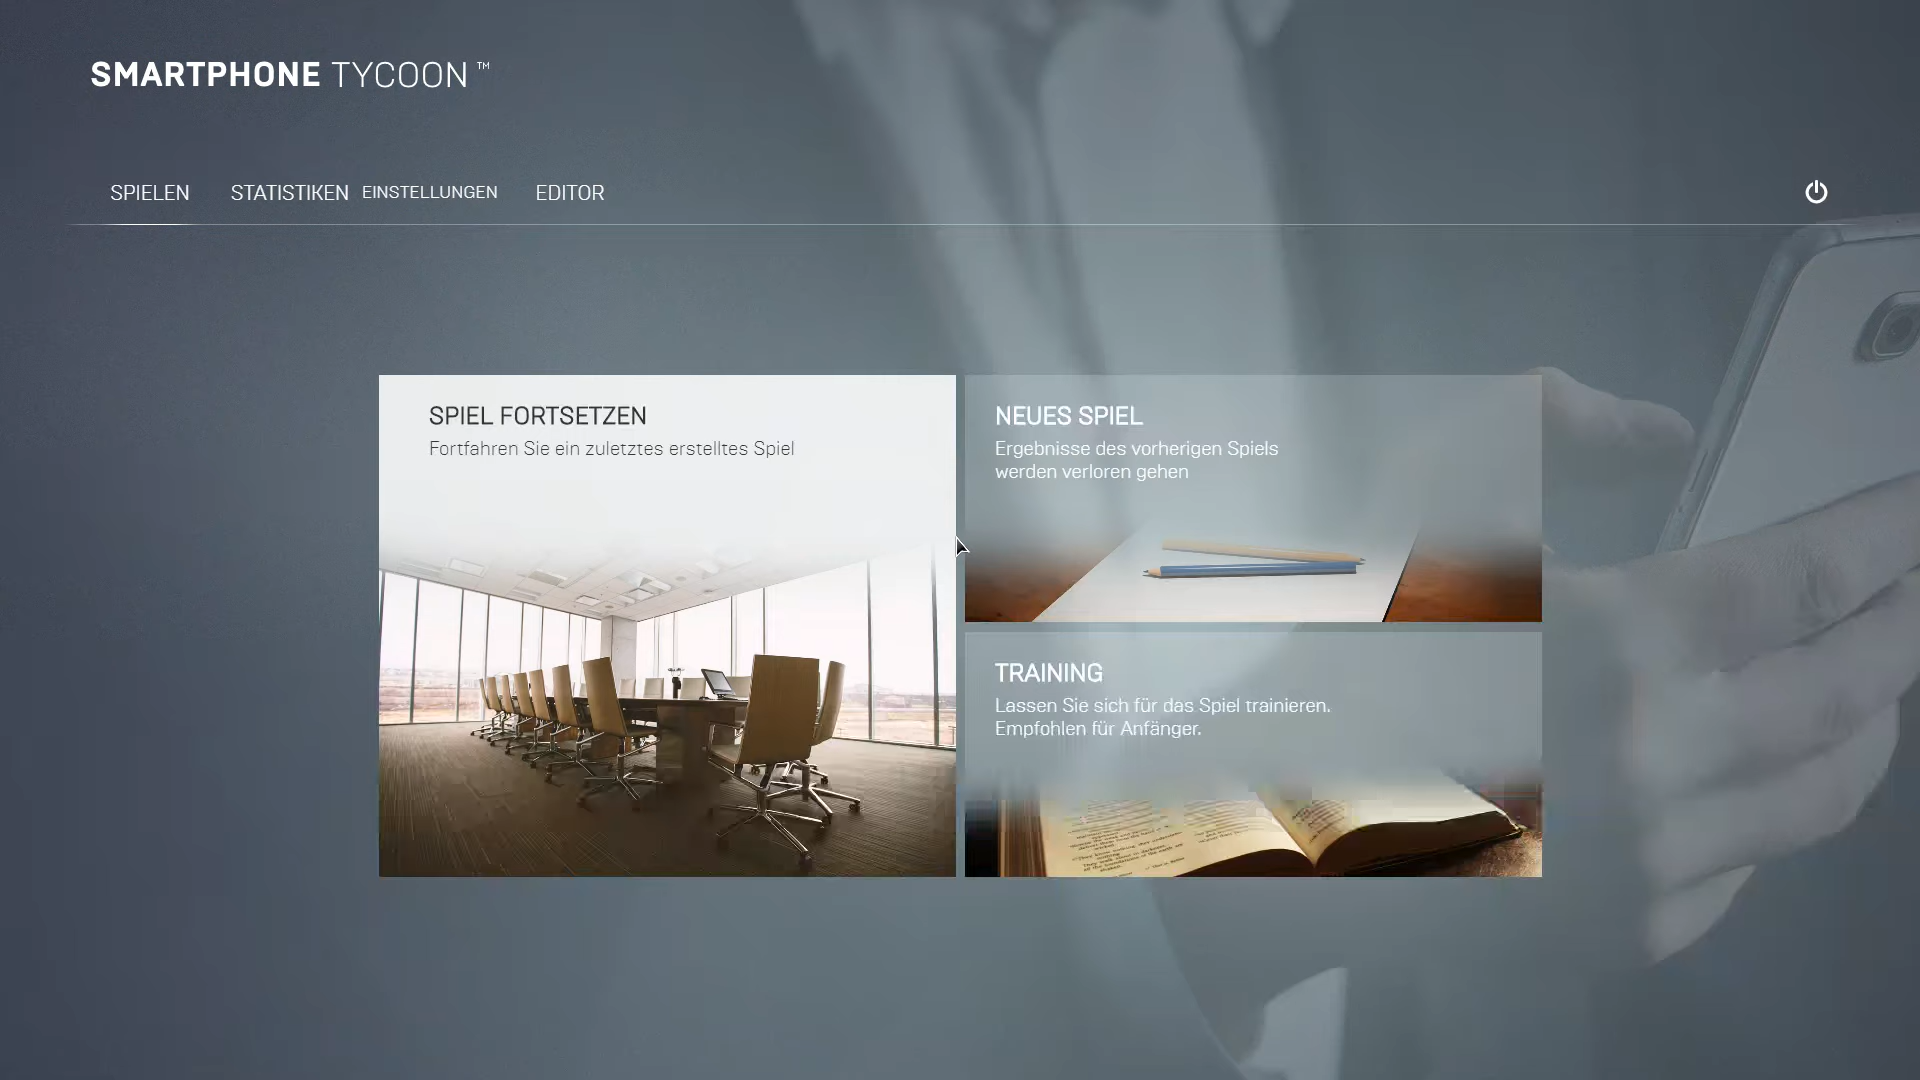 SMARTPHONE TYCOON ™
SPIELEN STATISTIKEN EINSTELLUNGEN EDITOR
SPIEL FORTSETZEN
Fortfahren Sie ein zuletztes erstelltes Spiel
NEUES SPIEL
Ergebnisse des vorherigen Spiels
werden verloren gehen
TRAINING
Lassen Sie sich für das Spiel trainieren.
Empfohlen für Anfänger.